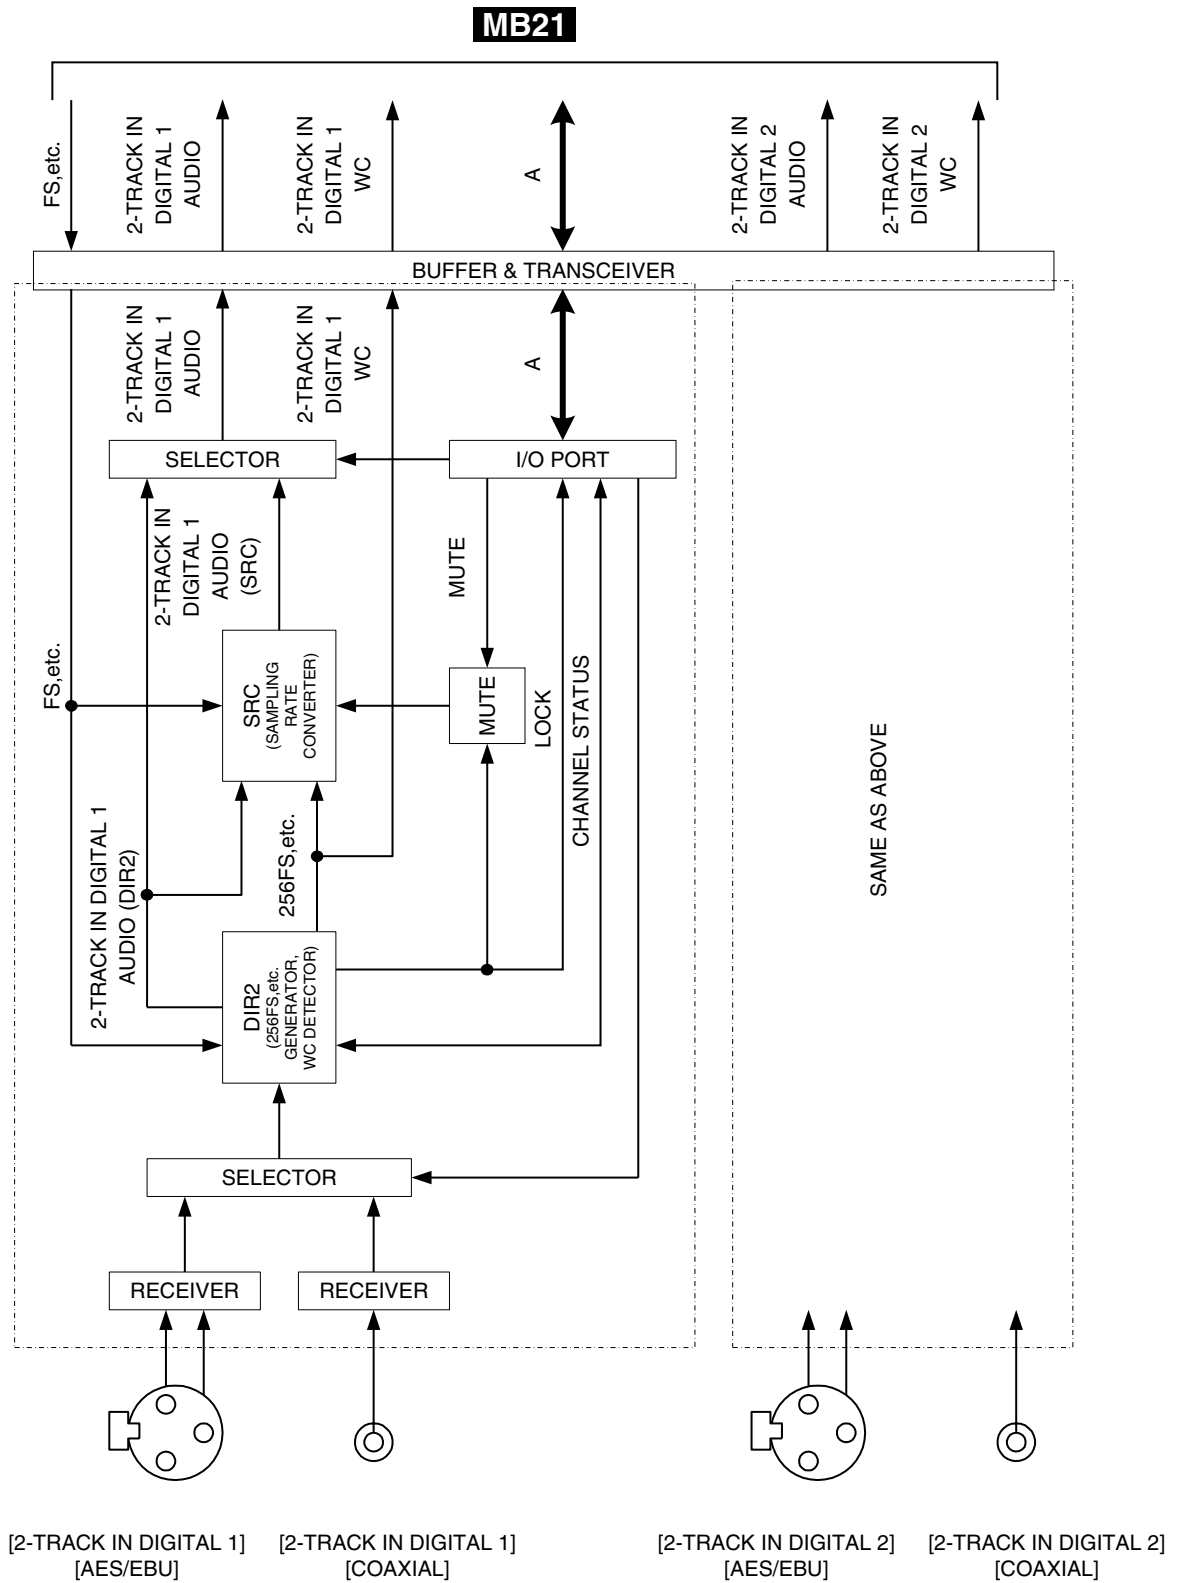 MB21
FS,etc.
2-TRACK IN
DIGITAL 1
AUDIO
2-TRACK IN
DIGITAL 1
WC
A
2-TRACK IN
DIGITAL 2
AUDIO
2-TRACK IN
DIGITAL 2
WC
BUFFER & TRANSCEIVER
2-TRACK IN
DIGITAL 1
AUDIO
2-TRACK IN
DIGITAL 1
WC
A
SELECTOR
I/O PORT
2-TRACK IN
DIGITAL 1
AUDIO
(SRC)
MUTE
FS,etc.
SRC
(SAMPLING
RATE
CONVERTER)
MUTE
LOCK
CHANNEL STATUS
SAME AS ABOVE
2-TRACK IN DIGITAL 1
AUDIO (DIR2)
256FS,etc.
DIR2
(256FS,etc.
GENERATOR,
WC DETECTOR)
SELECTOR
RECEIVER
RECEIVER
[2-TRACK IN DIGITAL 1]
[AES/EBU]
[2-TRACK IN DIGITAL 1]
[COAXIAL]
[2-TRACK IN DIGITAL 2]
[AES/EBU]
[2-TRACK IN DIGITAL 2]
[COAXIAL]